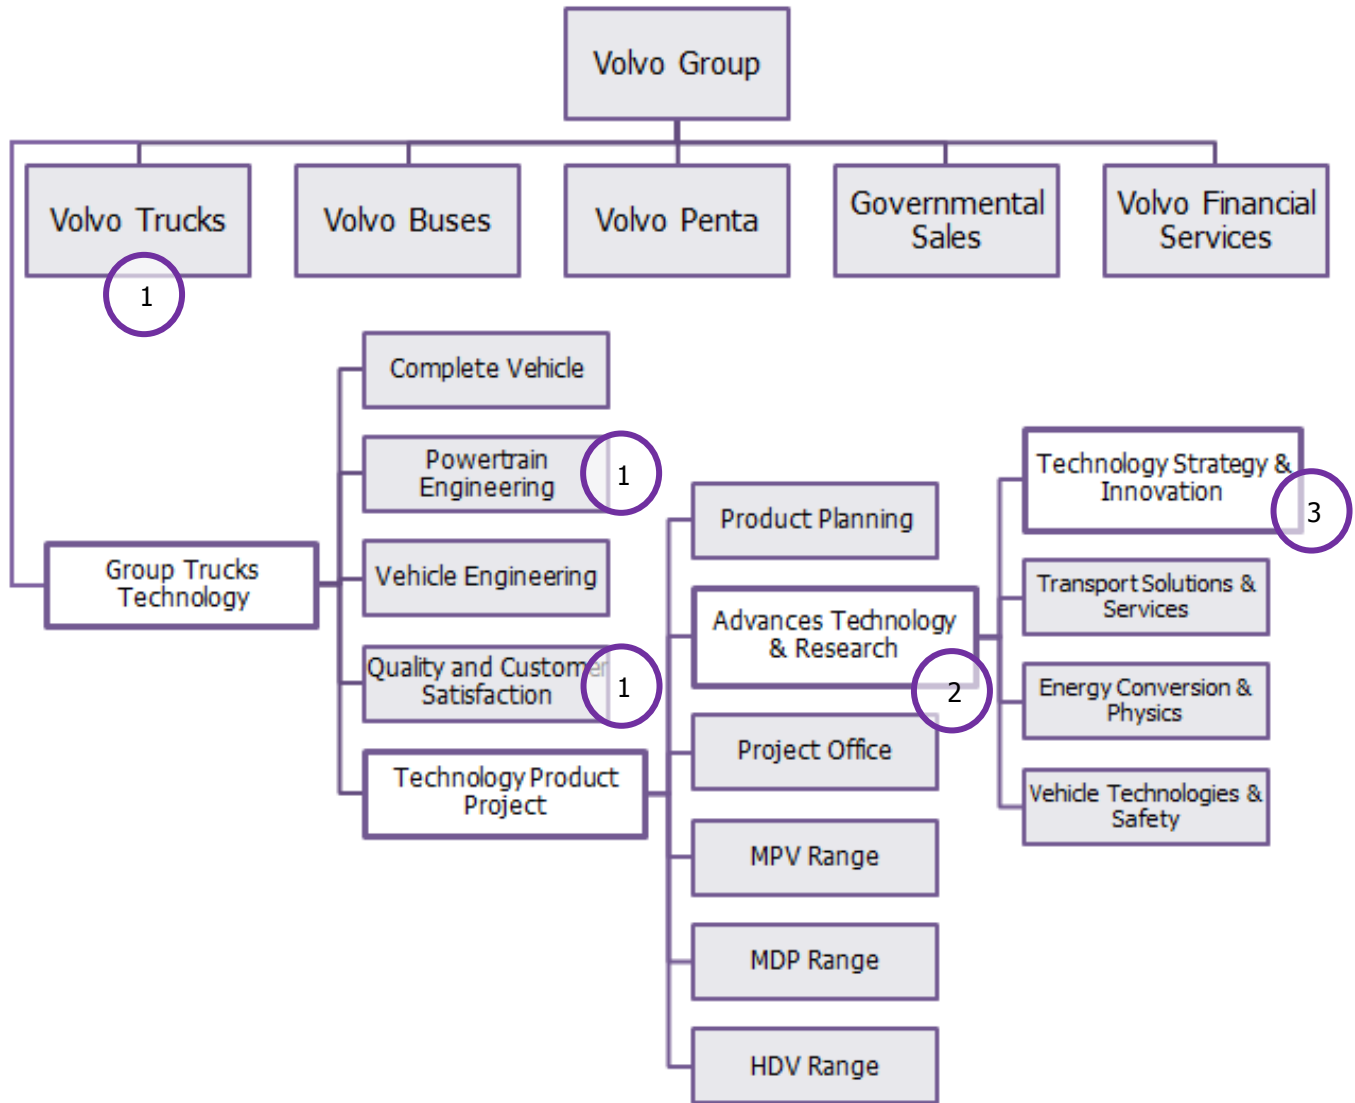 Volvo Group
Volvo Trucks
1
Volvo Buses
Volvo Penta
Governmental
Sales
Volvo Financial
Services
Group Trucks
Technology
Complete Vehicle
Powertrain
Engineering
1
Vehicle Engineering
Quality and Customer
Satisfaction
1
Technology Product
Project
Product Planning
Advances Technology
& Research
2
Project Office
MPV Range
MDP Range
HDV Range
Technology Strategy &
Innovation
3
Transport Solutions &
Services
Energy Conversion &
Physics
Vehicle Technologies &
Safety